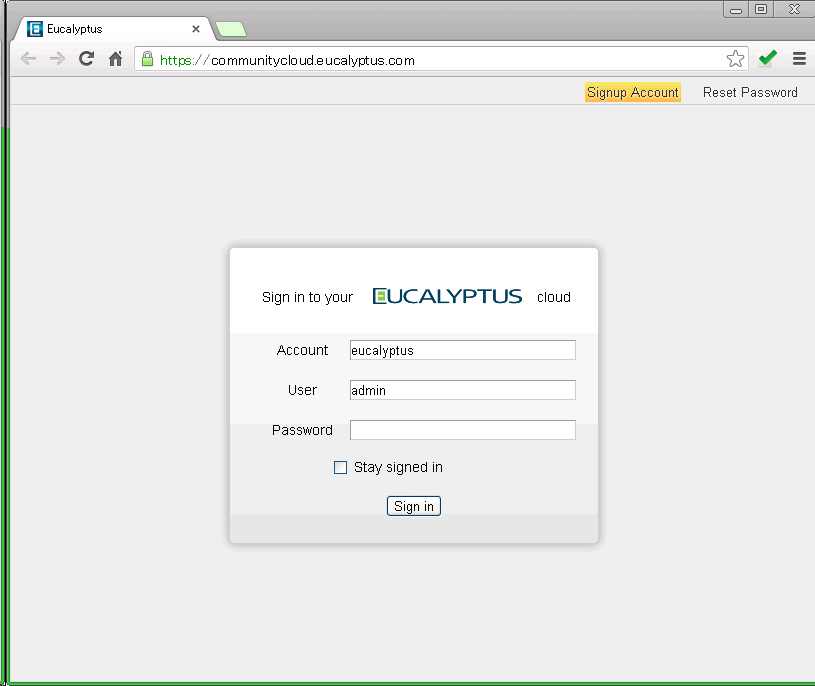 Eucalyptus
https://communitycloud.eucalyptus.com
Signup Account Reset Password
Sign in to your EUCALYPTUS cloud
Account eucalyptus
User admin
Password
Stay signed in
Sign in